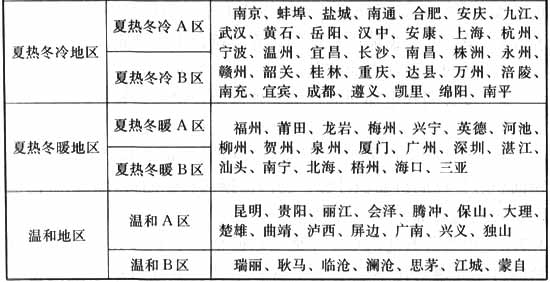 夏热冬冷地区
夏热冬冷 A 区
夏热冬冷 B 区
南京、蚌埠、盐城、南通、合肥、安庆、九江、
武汉、黄石、岳阳、汉中、安康、上海、杭州、
宁波、温州、宜昌、长沙、南昌、株洲、永州、
赣州、韶关、桂林、重庆、达县、万州、涪陵、
南充、宜宾、成都、遵义、凯里、绵阳、南平
夏热冬暖地区
夏热冬暖 A 区
夏热冬暖 B 区
福州、莆田、龙岩、梅州、兴宁、英德、河池、
柳州、贺州、泉州、厦门、广州、深圳、湛江、
汕头、南宁、北海、梧州、海口、三亚
温和地区
温和 A 区
昆明、贵阳、丽江、会泽、腾冲、保山、大理、
楚雄、曲靖、泸西、屏边、广南、兴义、独山
温和 B 区
瑞丽、耿马、临沧、澜沧、思茅、江城、蒙自